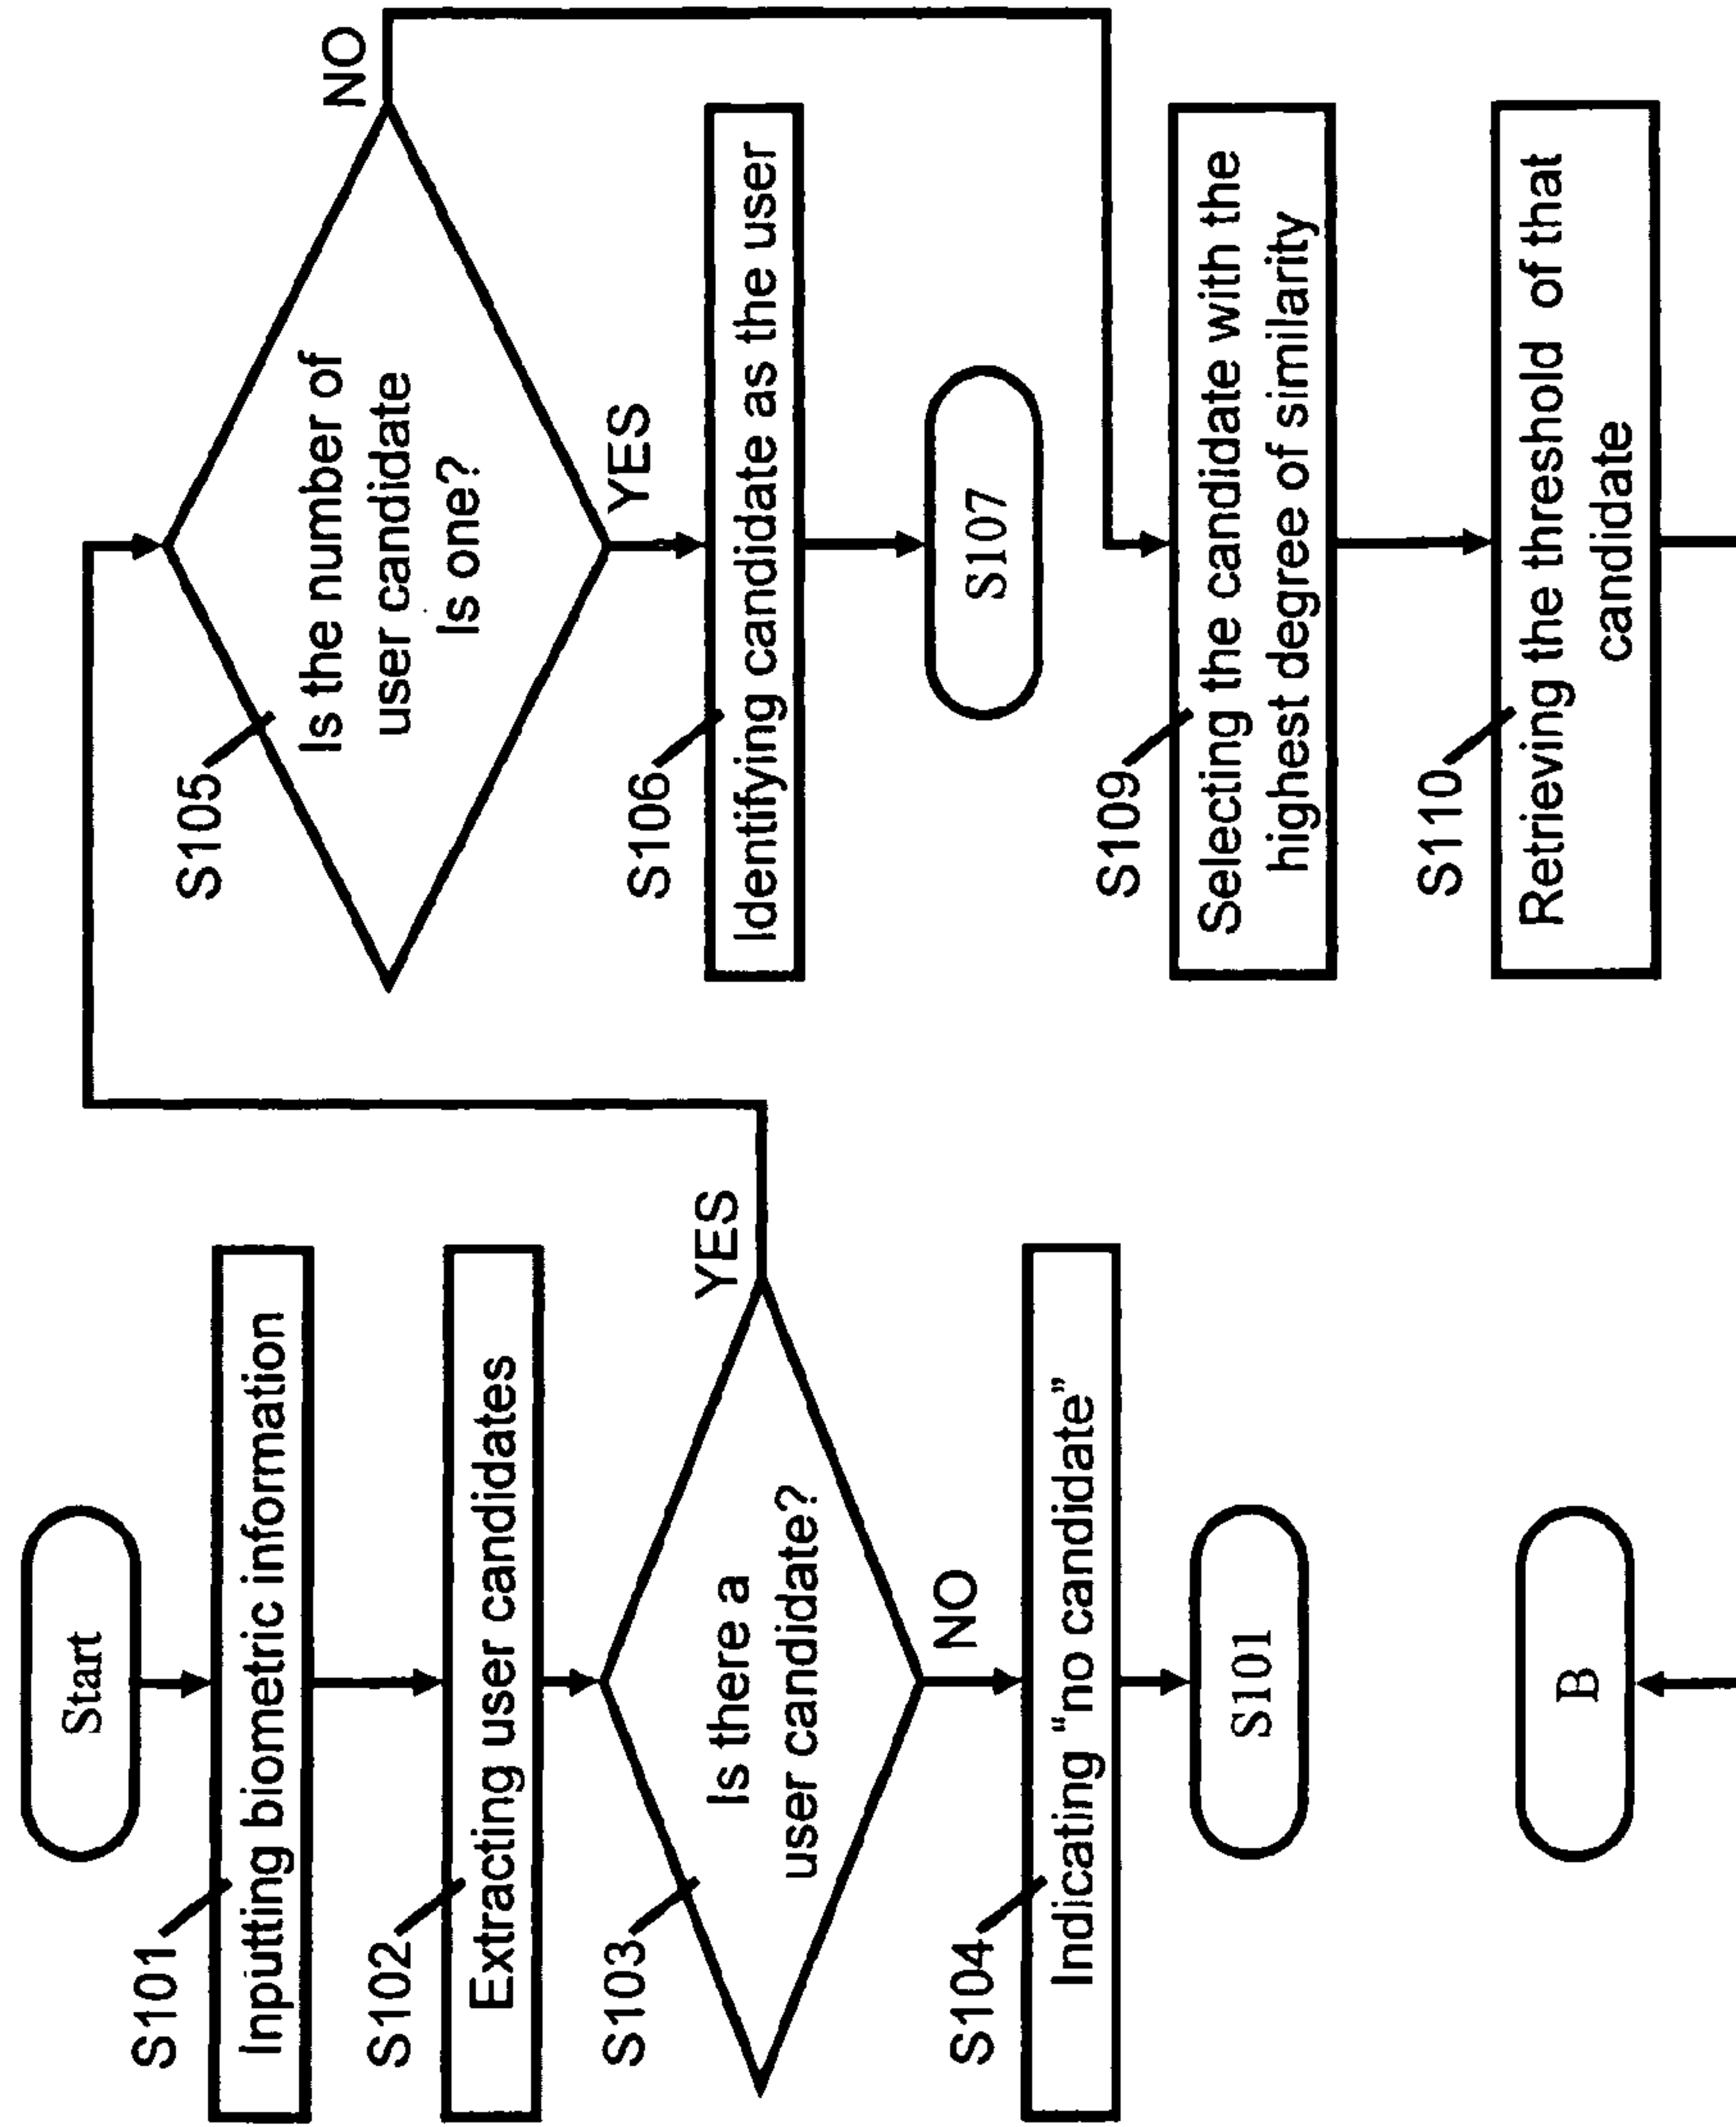 Start
S101
Inputting biometric information
S102
Extracting user candidates
S103
Is there a
user candidate?
YES
NO
S104
Indicating "no candidate"
S101
B
S105
Is the number of
user candidate
Is one?
NO
YES
S106
Identifying candidate as the user
S107
S109
Selecting the candidate with the
highest degree of similarity
S110
Retrieving the threshold of that
candidate